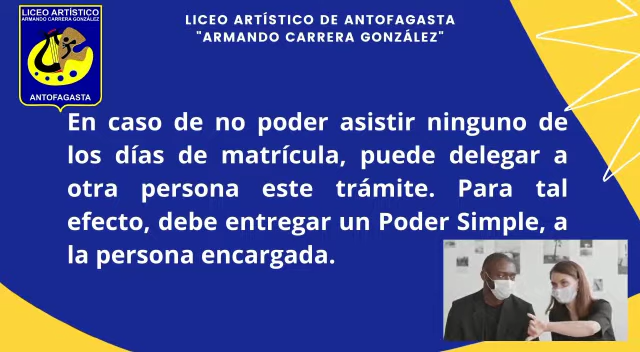 LICEO ARTÍSTICO
ARMANDO CARRERA GONZÁLEZ
ANTOFAGASTA
LICEO ARTÍSTICO DE ANTOFAGASTA
"ARMANDO CARRERA GONZÁLEZ"
En caso de no poder asistir ninguno de
los días de matrícula, puede delegar a
otra persona este trámite. Para tal
efecto, debe entregar un Poder Simple, a
la persona encargada.